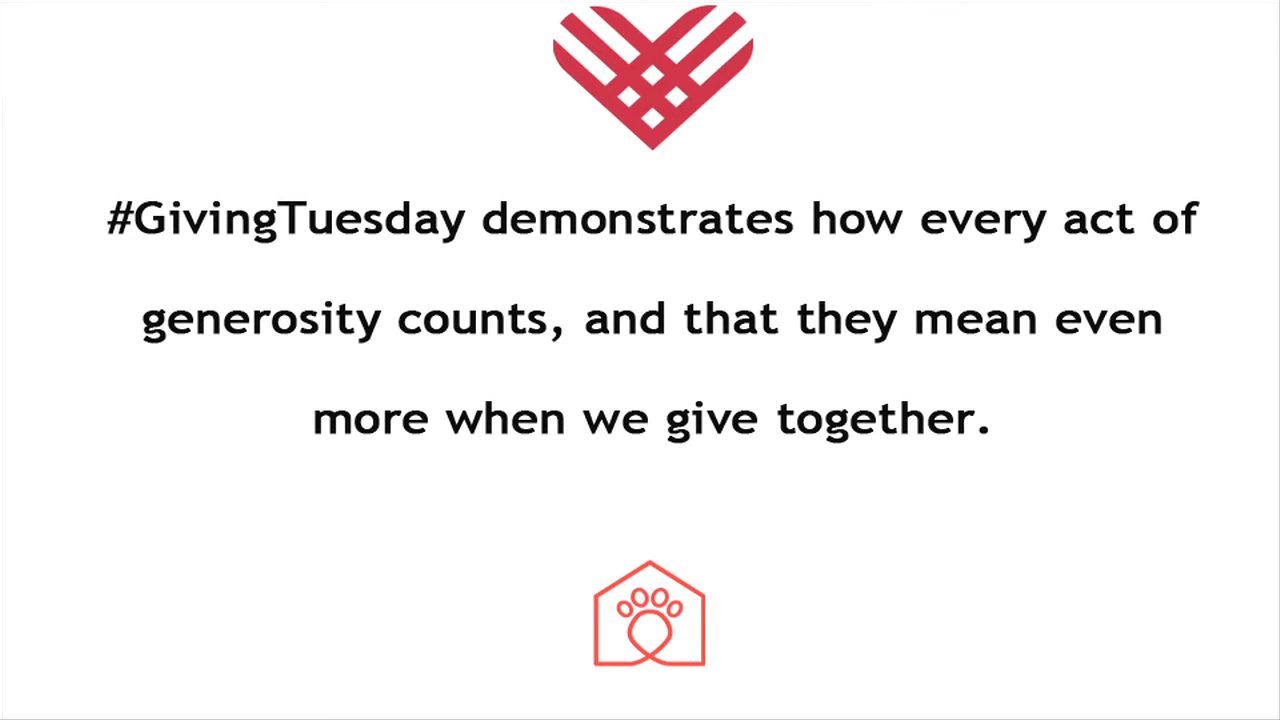 #GivingTuesday demonstrates how every act of
generosity counts, and that they mean even
more when we give together.